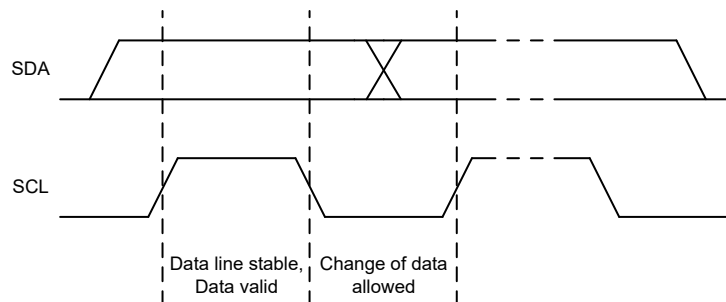 SDA
SCL
Data line stable,
Data valid
Change of data
allowed